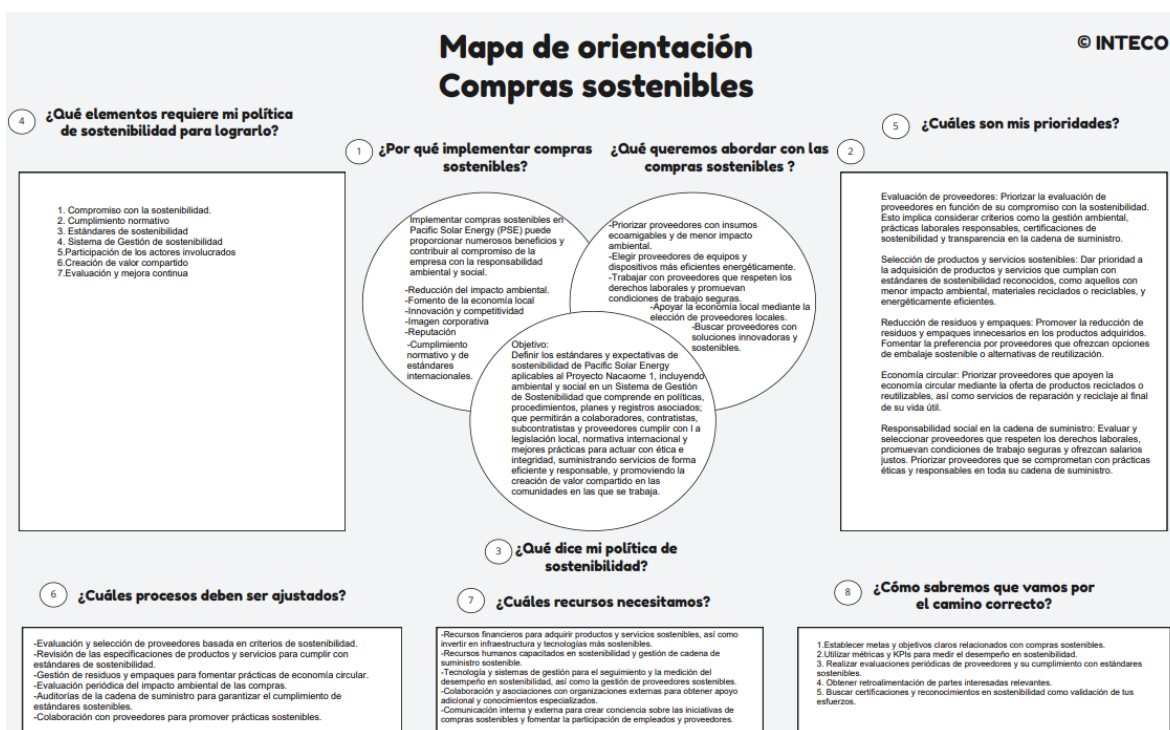 Mapa de orientación
Compras sostenibles
© INTECO
4
¿Qué elementos requiere mi política
de sostenibilidad para lograrlo?
1. Compromiso con la sostenibilidad.
2. Cumplimiento normativo
3. Estándares de sostenibilidad
4. Sistema de Gestión de sostenibilidad
5.Participación de los actores involucrados
6.Creación de valor compartido
7.Evaluación y mejora continua
1
¿Por qué implementar compras
sostenibles?
Implementar compras sostenibles en
Pacific Solar Energy (PSE) puede
proporcionar numerosos beneficios y
contribuir al compromiso de la
empresa con la responsabilidad
ambiental y social.
-Reducción del impacto ambiental.
-Fomento de la economía local
-Innovación y competitividad
-Imagen corporativa
-Reputación
-Cumplimiento
normativo y de
estándares
internacionales.
¿Qué queremos abordar con las
compras sostenibles ?
2
-Priorizar proveedores con insumos
ecoamigables y de menor impacto
ambiental.
-Elegir proveedores de equipos y
dispositivos más eficientes energéticamente.
-Trabajar con proveedores que respeten los
derechos laborales y promuevan
condiciones de trabajo seguras.
-Apoyar la economía local mediante la
elección de proveedores locales.
-Buscar proveedores con
soluciones innovadoras y
sostenibles.
Objetivo:
Definir los estándares y expectativas de
sostenibilidad de Pacific Solar Energy
aplicables al Proyecto Nacaome 1, incluyendo
ambiental y social en un Sistema de Gestión
de Sostenibilidad que comprende en políticas,
procedimientos, planes y registros asociados;
que permitirán a colaboradores, contratistas,
subcontratistas y proveedores cumplir con l a
legislación local, normativa internacional y
mejores prácticas para actuar con ética e
integridad, suministrando servicios de forma
eficiente y responsable, y promoviendo la
creación de valor compartido en las
comunidades en las que se trabaja.
3
¿Qué dice mi política de
sostenibilidad?
5
¿Cuáles son mis prioridades?
Evaluación de proveedores: Priorizar la evaluación de
proveedores en función de su compromiso con la sostenibilidad.
Esto implica considerar criterios como la gestión ambiental,
prácticas laborales responsables, certificaciones de
sostenibilidad y transparencia en la cadena de suministro.
Selección de productos y servicios sostenibles: Dar prioridad a
la adquisición de productos y servicios que cumplan con
estándares de sostenibilidad reconocidos, como aquellos con
menor impacto ambiental, materiales reciclados o reciclables, y
energéticamente eficientes.
Reducción de residuos y empaques: Promover la reducción de
residuos y empaques innecesarios en los productos adquiridos.
Fomentar la preferencia por proveedores que ofrezcan opciones
de embalaje sostenible o alternativas de reutilización.
Economía circular: Priorizar proveedores que apoyen la
economía circular mediante la oferta de productos reciclados o
reutilizables, así como servicios de reparación y reciclaje al final
de su vida útil.
Responsabilidad social en la cadena de suministro: Evaluar y
seleccionar proveedores que respeten los derechos laborales,
promuevan condiciones de trabajo seguras y ofrezcan salarios
justos. Priorizar proveedores que se comprometan con prácticas
éticas y responsables en toda su cadena de suministro.
6
¿Cuáles procesos deben ser ajustados?
-Evaluación y selección de proveedores basada en criterios de sostenibilidad.
-Revisión de las especificaciones de productos y servicios para cumplir con
estándares de sostenibilidad.
-Gestión de residuos y empaques para fomentar prácticas de economía circular.
-Evaluación periódica del impacto ambiental de las compras.
-Auditorías de la cadena de suministro para garantizar el cumplimiento de
estándares sostenibles.
-Colaboración con proveedores para promover prácticas sostenibles.
7
¿Cuáles recursos necesitamos?
-Recursos financieros para adquirir productos y servicios sostenibles, así como
invertir en infraestructura y tecnologías más sostenibles.
-Recursos humanos capacitados en sostenibilidad y gestión de cadena de
suministro sostenible.
-Tecnología y sistemas de gestión para el seguimiento y la medición del
desempeño en sostenibilidad, así como la gestión de proveedores sostenibles.
-Colaboración y asociaciones con organizaciones externas para obtener apoyo
adicional y conocimientos especializados.
-Comunicación interna y externa para crear conciencia sobre las iniciativas de
compras sostenibles y fomentar la participación de empleados y proveedores.
8
¿Cómo sabremos que vamos por
el camino correcto?
1.Establecer metas y objetivos claros relacionados con compras sostenibles.
2.Utilizar métricas y KPIs para medir el desempeño en sostenibilidad.
3. Realizar evaluaciones periódicas de proveedores y su cumplimiento con estándares
sostenibles.
4. Obtener retroalimentación de partes interesadas relevantes.
5. Buscar certificaciones y reconocimientos en sostenibilidad como validación de tus
esfuerzos.